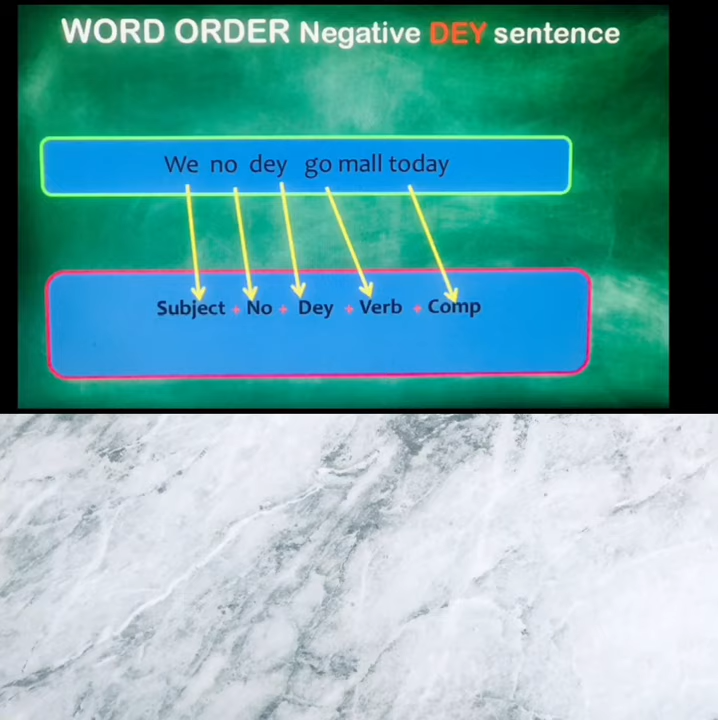 WORD ORDER Negative DEY sentence
We no dey go mall today
Subject + No + Dey + Verb + Comp